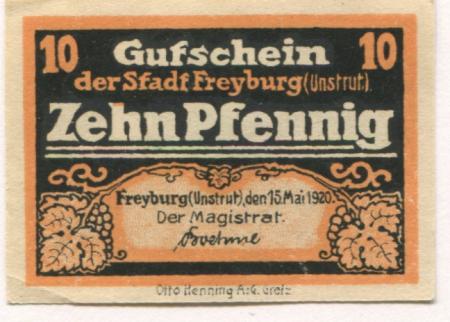 10 Gutschein 10
der Stadt Freyburg (Unstrut).
Zehn Pfennig
Freyburg (Unstrut), den 15. Mai 1920.
Der Magistrat.
Otto Henning A.G. Greiz